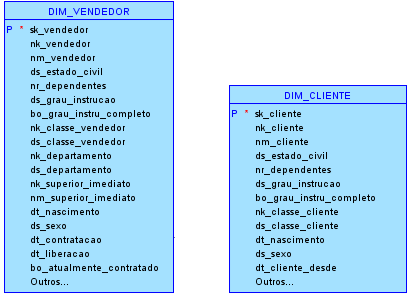 DIM_VENDEDOR
P * sk_vendedor
nk_vendedor
nm_vendedor
ds_estado_civil
nr_dependentes
ds_grau_instrucao
bo_grau_instru_completo
nk_classe_vendedor
ds_classe_vendedor
nk_departamento
ds_departamento
nk_superior_imediato
nm_superior_imediato
dt_nascimento
ds_sexo
dt_contratacao
dt_liberacao
bo_atualmente_contratado
Outros...
DIM_CLIENTE
P * sk_cliente
nk_cliente
nm_cliente
ds_estado_civil
nr_dependentes
ds_grau_instrucao
bo_grau_instru_completo
nk_classe_cliente
ds_classe_cliente
dt_nascimento
ds_sexo
dt_cliente_desde
Outros...